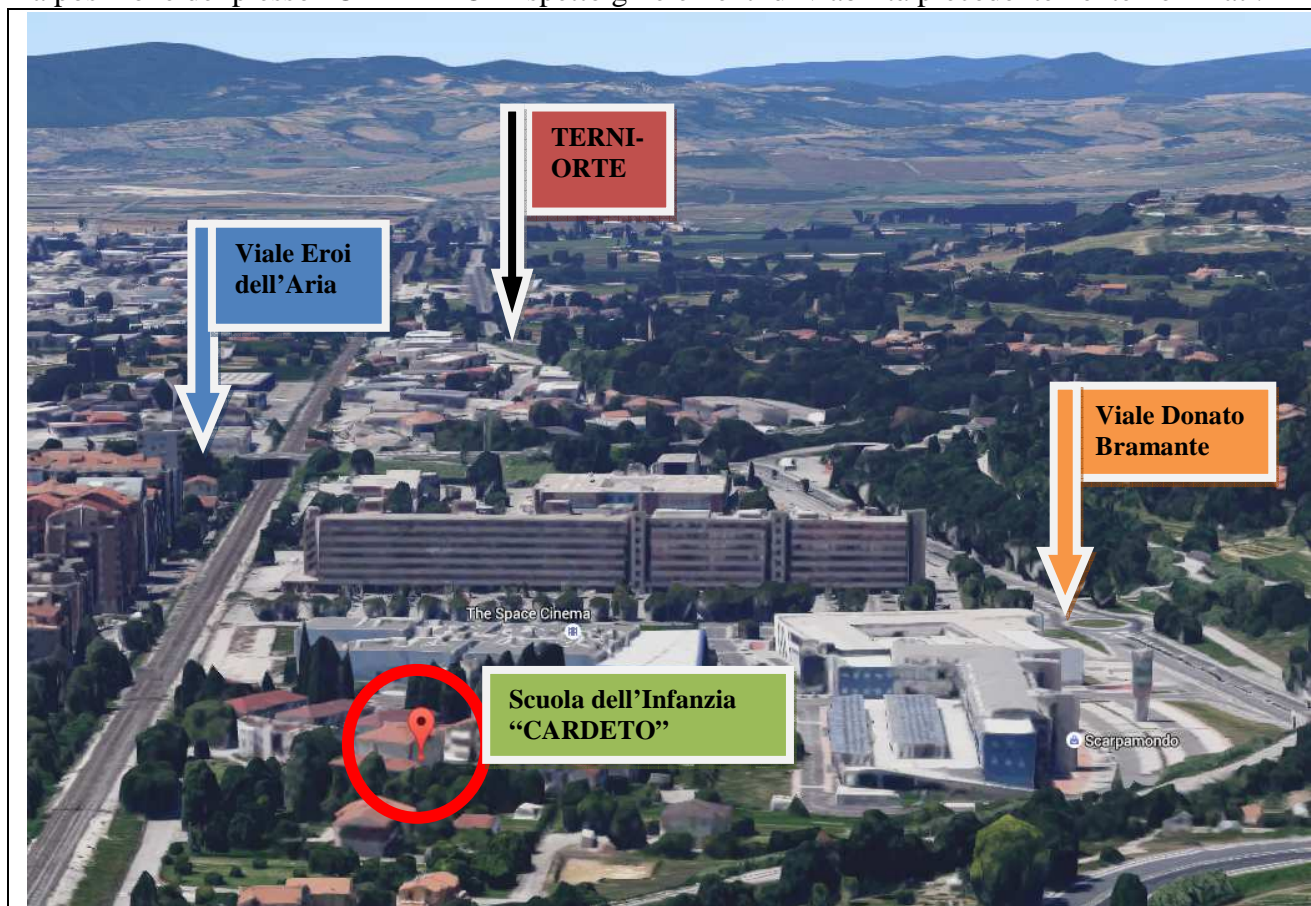 TERNI-
ORTE
Viale Eroi
dell’Aria
Viale Donato
Bramante
The Space Cinema
Scuola dell’Infanzia
“CARDETO”
Scarpamondo